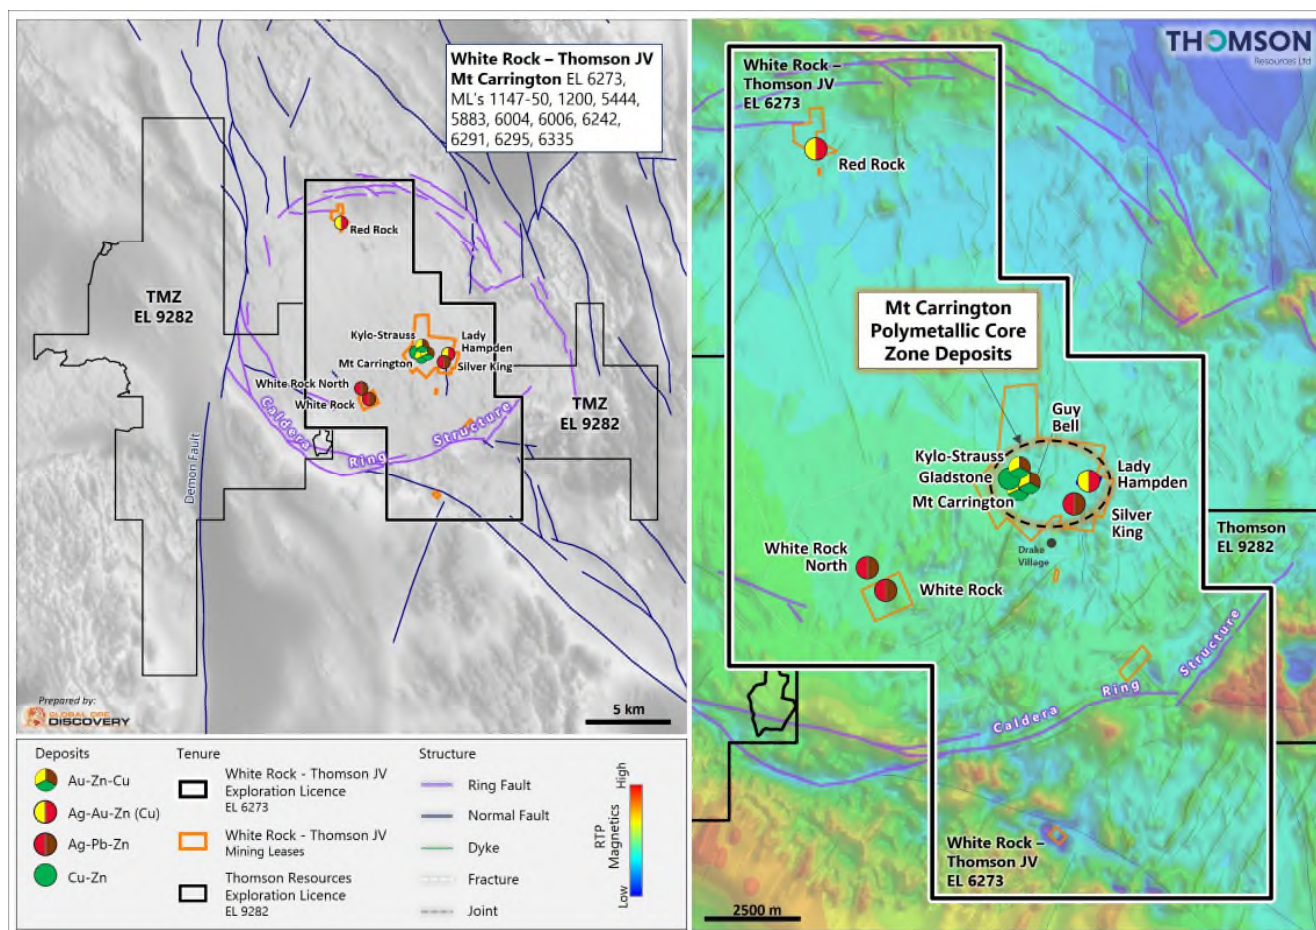 White Rock – Thomson JV
Mt Carrington EL 6273,
ML's 1147-50, 1200, 5444,
5883, 6004, 6006, 6242,
6291, 6295, 6335
Red Rock
TMZ
EL 9282
Kylo-Strauss
Lady
Hampden
Mt Carrington
Silver King
White Rock North
White Rock
TMZ
EL 9282
Caldera
Ring
Structure
Demon Fault
Prepared by:
GLOBAL ORE
DISCOVERY
5 km
Deposits
Au-Zn-Cu
Ag-Au-Zn (Cu)
Ag-Pb-Zn
Cu-Zn
Tenure
White Rock - Thomson JV
Exploration Licence
EL 6273
White Rock - Thomson JV
Mining Leases
Thomson Resources
Exploration Licence
EL 9282
Structure
Ring Fault
Normal Fault
Dyke
Fracture
Joint
RTP
Magnetics
High
Low
THOMSON
Resources Ltd
White Rock –
Thomson JV
EL 6273
Red Rock
Mt Carrington
Polymetallic Core
Zone Deposits
Guy
Bell
Kylo-Strauss
Gladstone
Mt Carrington
Lady
Hampden
Silver
King
Drake
Village
Thomson
EL 9282
White Rock
North
White Rock
Caldera
Ring
Structure
White Rock –
Thomson JV
EL 6273
2500 m